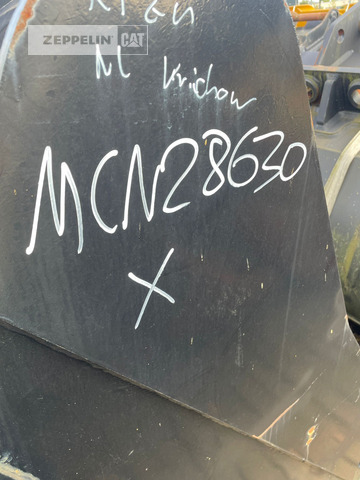 ZEPPELIN CAT
M Krichow
MCN28630
X